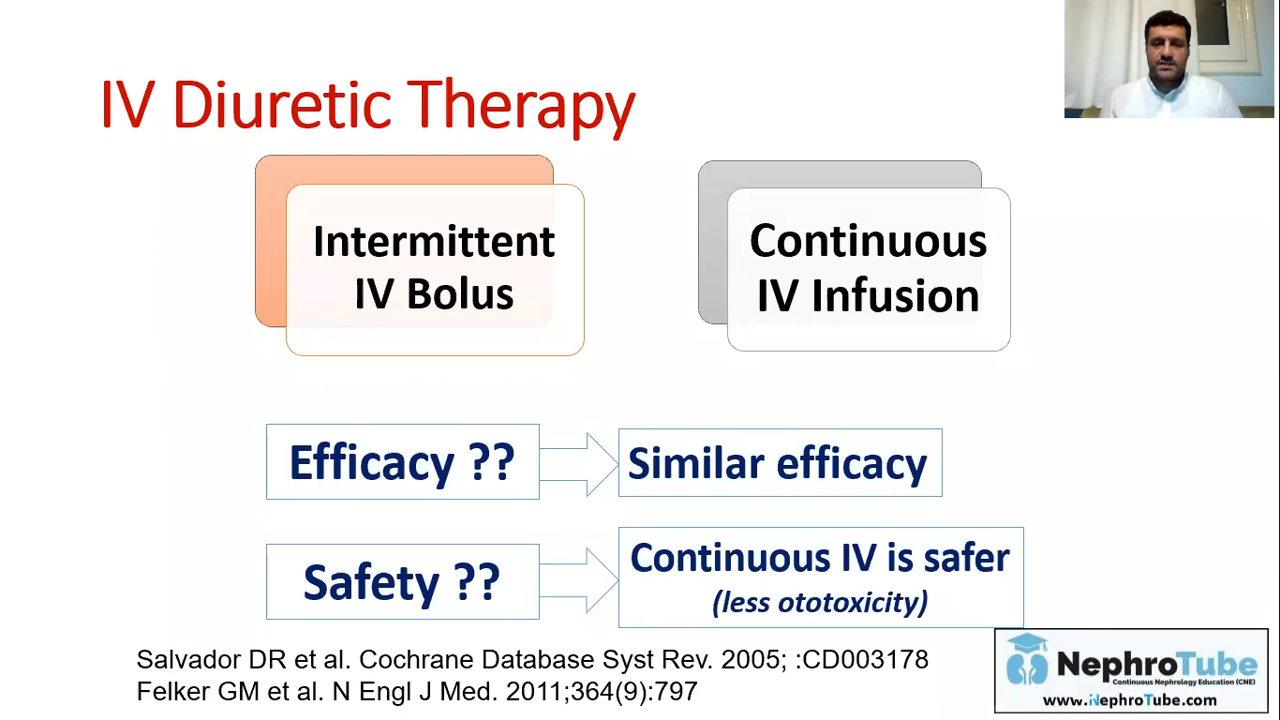 IV Diuretic Therapy
Intermittent
IV Bolus
Continuous
IV Infusion
Efficacy ??
Similar efficacy
Safety ??
Continuous IV is safer
(less ototoxicity)
Salvador DR et al. Cochrane Database Syst Rev. 2005; :CD003178
Felker GM et al. N Engl J Med. 2011;364(9):797
NephroTube
Continuous Nephrology Education (CNE)
www.NephroTube.com